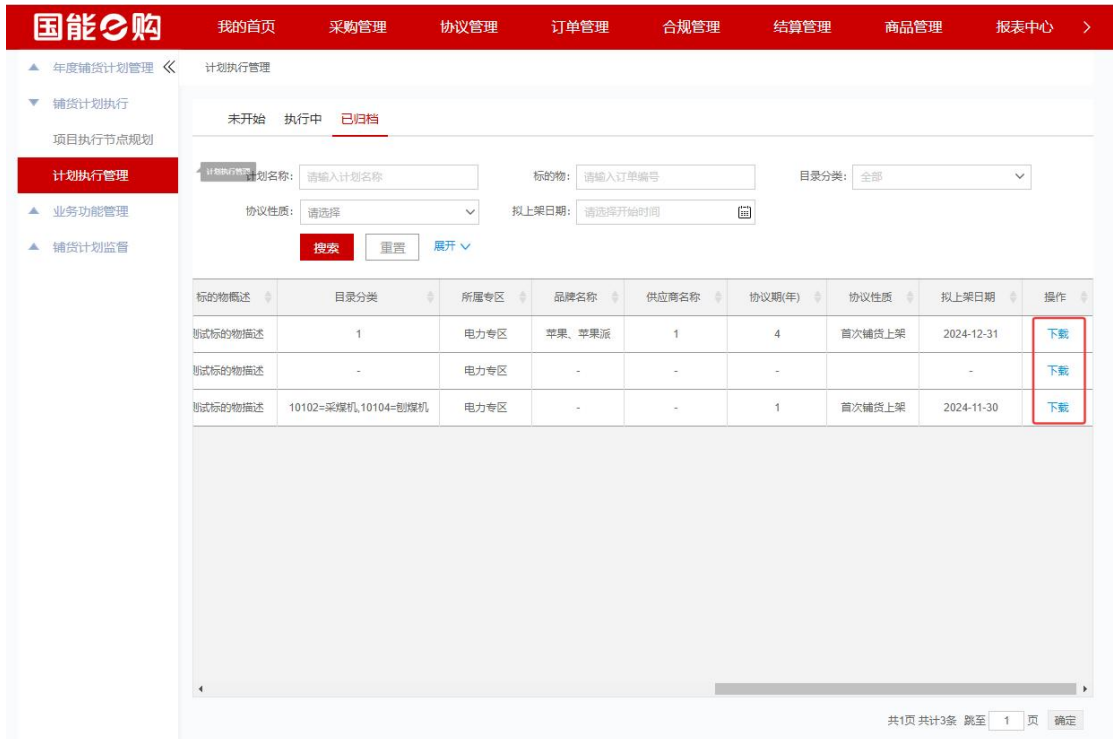 国能e购 我的首页 采购管理 协议管理 订单管理 合规管理 结算管理 商品管理 报表中心
年度铺货计划管理 计划执行管理
铺货计划执行
未开始 执行中 已归档
项目执行节点规划
计划执行管理
计划执行管理
计划名称: 请输入计划名称 标的物: 请输入订单编号 目录分类: 全部
业务功能管理 协议性质: 请选择 拟上架日期: 请选择开始时间
铺货计划监督 搜索 重置 展开
标的物概述 目录分类 所属专区 品牌名称 供应商名称 协议期(年) 协议性质 拟上架日期 操作
测试标的物描述 1 电力专区 苹果、苹果派 1 4 首次铺货上架 2024-12-31 下载
测试标的物描述 - 电力专区 - - - - 下载
测试标的物描述 10102=采煤机,10104=刨煤机 电力专区 - - 1 首次铺货上架 2024-11-30 下载
共1页 共计3条 跳至 1 页 确定